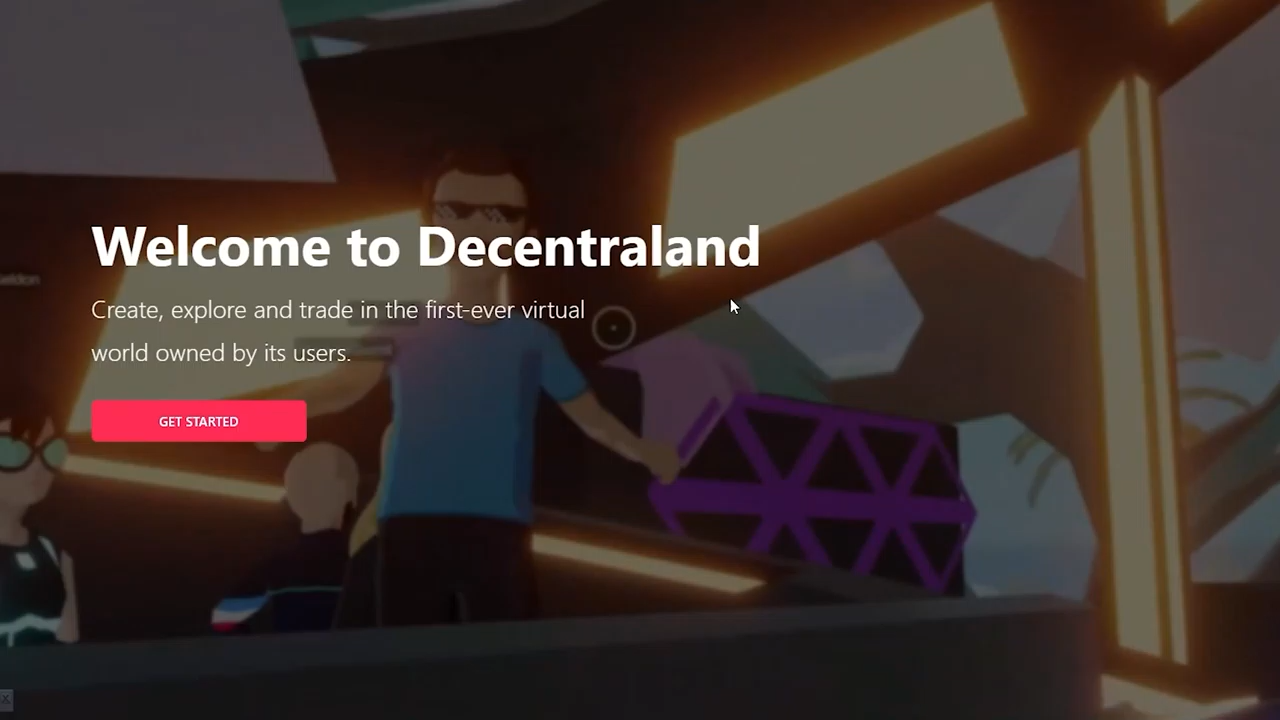 Welcome to Decentraland
Create, explore and trade in the first-ever virtual
world owned by its users.
GET STARTED
X